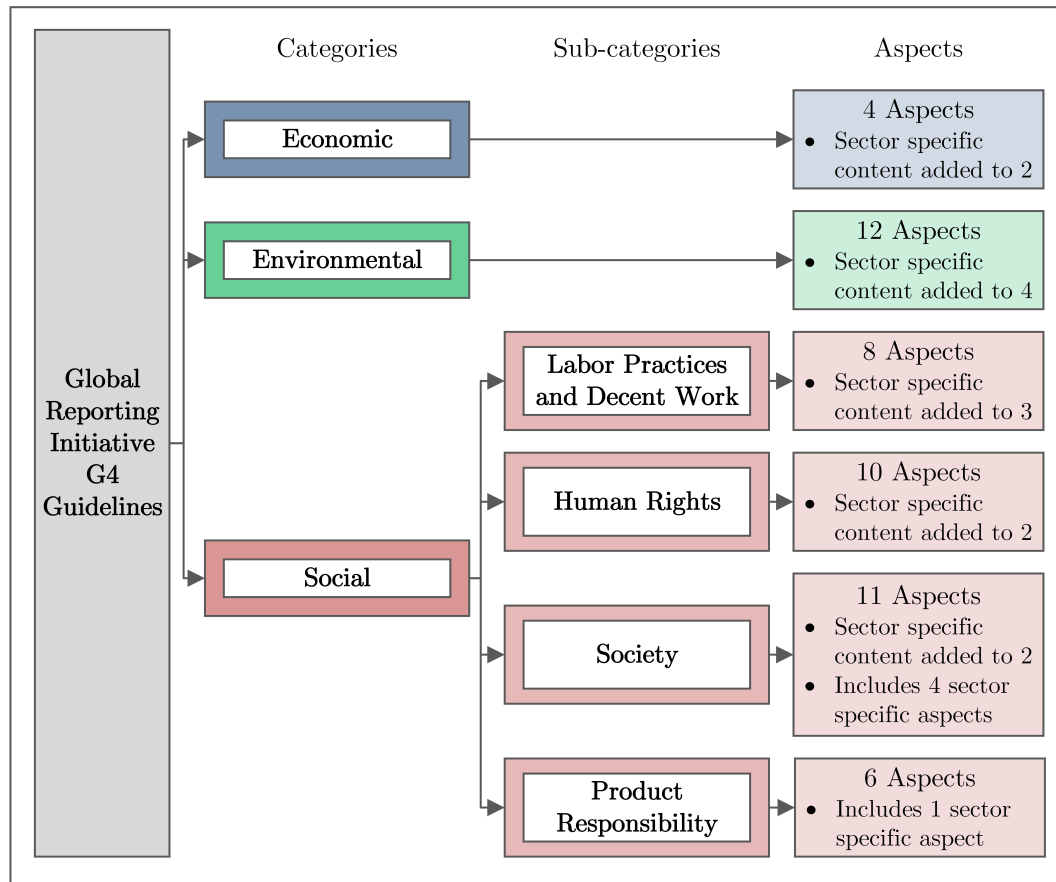 Categories
Sub-categories
Aspects
Global
Reporting
Initiative
G4
Guidelines
Economic
4 Aspects
• Sector specific
content added to 2
Environmental
12 Aspects
• Sector specific
content added to 4
Social
Labor Practices
and Decent Work
8 Aspects
• Sector specific
content added to 3
Human Rights
10 Aspects
• Sector specific
content added to 2
Society
11 Aspects
• Sector specific
content added to 2
• Includes 4 sector
specific aspects
Product
Responsibility
6 Aspects
• Includes 1 sector
specific aspect